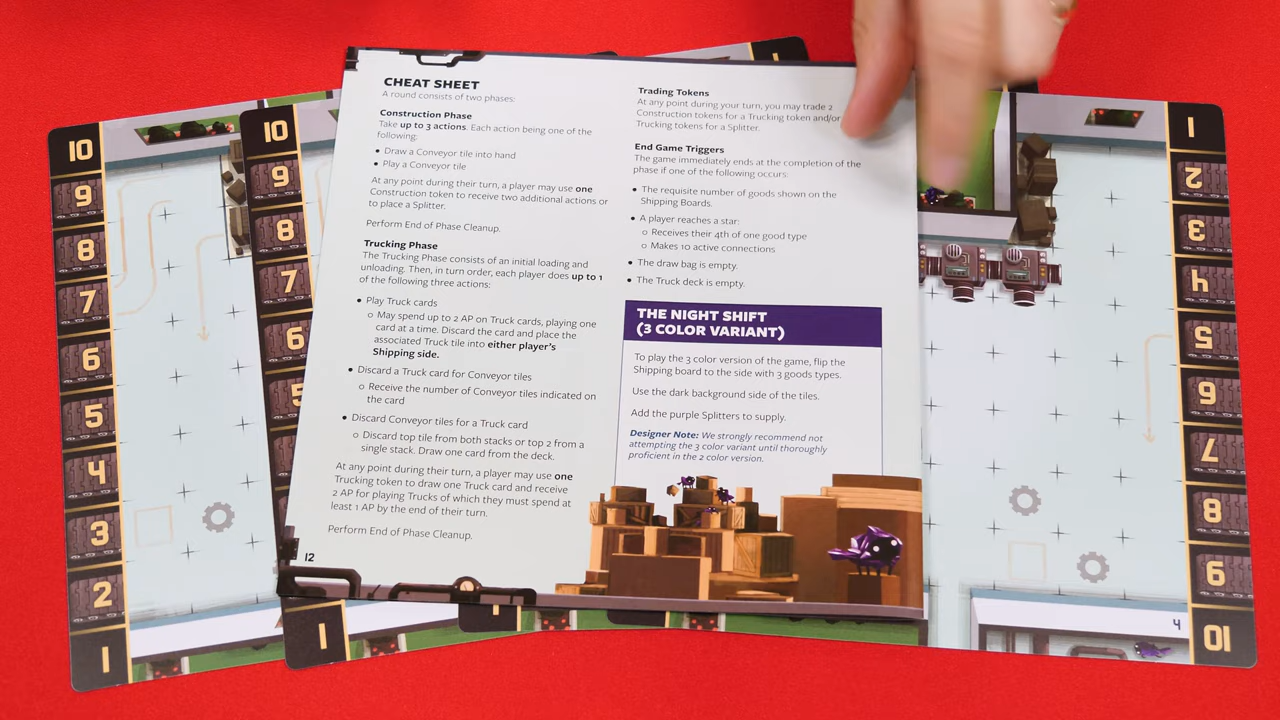 CHEAT SHEET
A round consists of two phases:
Construction Phase
Take up to 3 actions. Each action being one of the
following:
• Draw a Conveyor tile into hand
• Play a Conveyor tile
At any point during their turn, a player may use one
Construction token to receive two additional actions or
to place a Splitter.
Perform End of Phase Cleanup.
Trucking Phase
The Trucking Phase consists of an initial loading and
unloading. Then, in turn order, each player does up to 1
of the following three actions:
• Play Truck cards
o May spend up to 2 AP on Truck cards, playing one
card at a time. Discard the card and place the
associated Truck tile into either player's
Shipping side.
• Discard a Truck card for Conveyor tiles
o Receive the number of Conveyor tiles indicated on
the card
• Discard Conveyor tiles for a Truck card
o Discard top tile from both stacks or top 2 from a
single stack. Draw one card from the deck.
At any point during their turn, a player may use one
Trucking token to draw one Truck card and receive
2 AP for playing Trucks of which they must spend at
least 1 AP by the end of their turn.
Perform End of Phase Cleanup.
12
Trading Tokens
At any point during your turn, you may trade 2
Construction tokens for a Trucking token and/or
Trucking tokens for a Splitter.
End Game Triggers
The game immediately ends at the completion of the
phase if one of the following occurs:
• The requisite number of goods shown on the
Shipping Boards.
• A player reaches a star:
o Receives their 4th of one good type
o Makes 10 active connections
• The draw bag is empty.
• The Truck deck is empty.
THE NIGHT SHIFT
(3 COLOR VARIANT)
To play the 3 color version of the game, flip the
Shipping board to the side with 3 goods types.
Use the dark background side of the tiles.
Add the purple Splitters to supply.
Designer Note: We strongly recommend not
attempting the 3 color variant until thoroughly
proficient in the 2 color version.
10
9
8
7
6
5
4
3
2
1
10
9
8
7
6
5
1
1
1
1
2
3
4
5
6
7
8
9
10
4